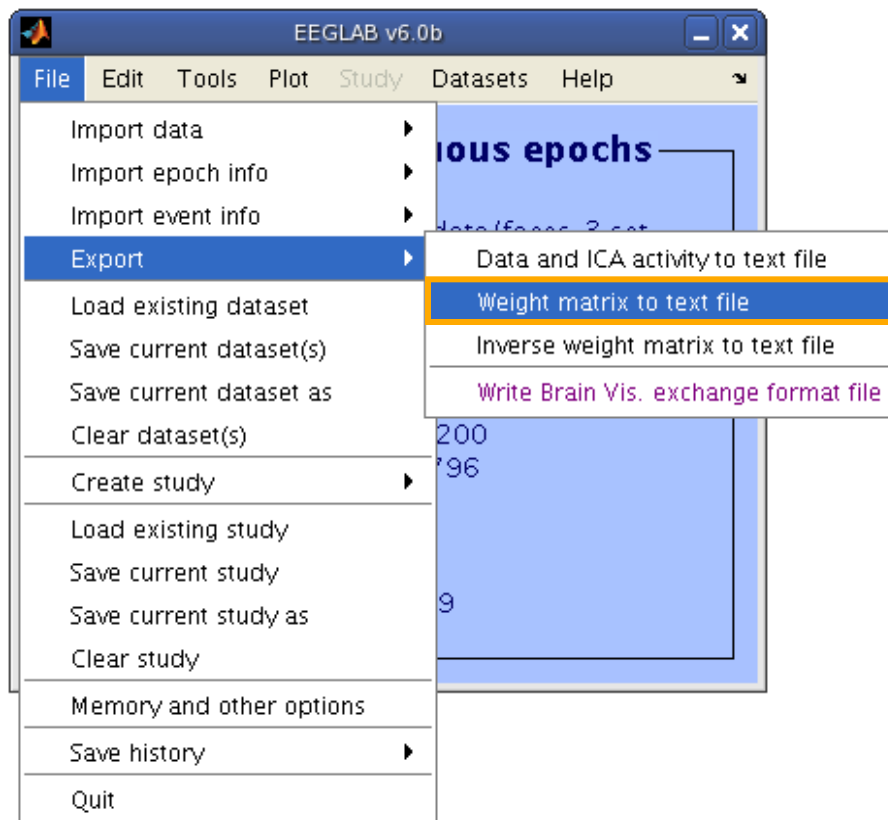 EEGLAB v6.0b
File Edit Tools Plot Study Datasets Help
Import data
Import epoch info
Import event info
Export
Load existing dataset
Save current dataset(s)
Save current dataset as
Clear dataset(s)
Create study
Load existing study
Save current study
Save current study as
Clear study
Memory and other options
Save history
Quit
epochs
Data and ICA activity to text file
Weight matrix to text file
Inverse weight matrix to text file
Write Brain Vis. exchange format file
200
796
9